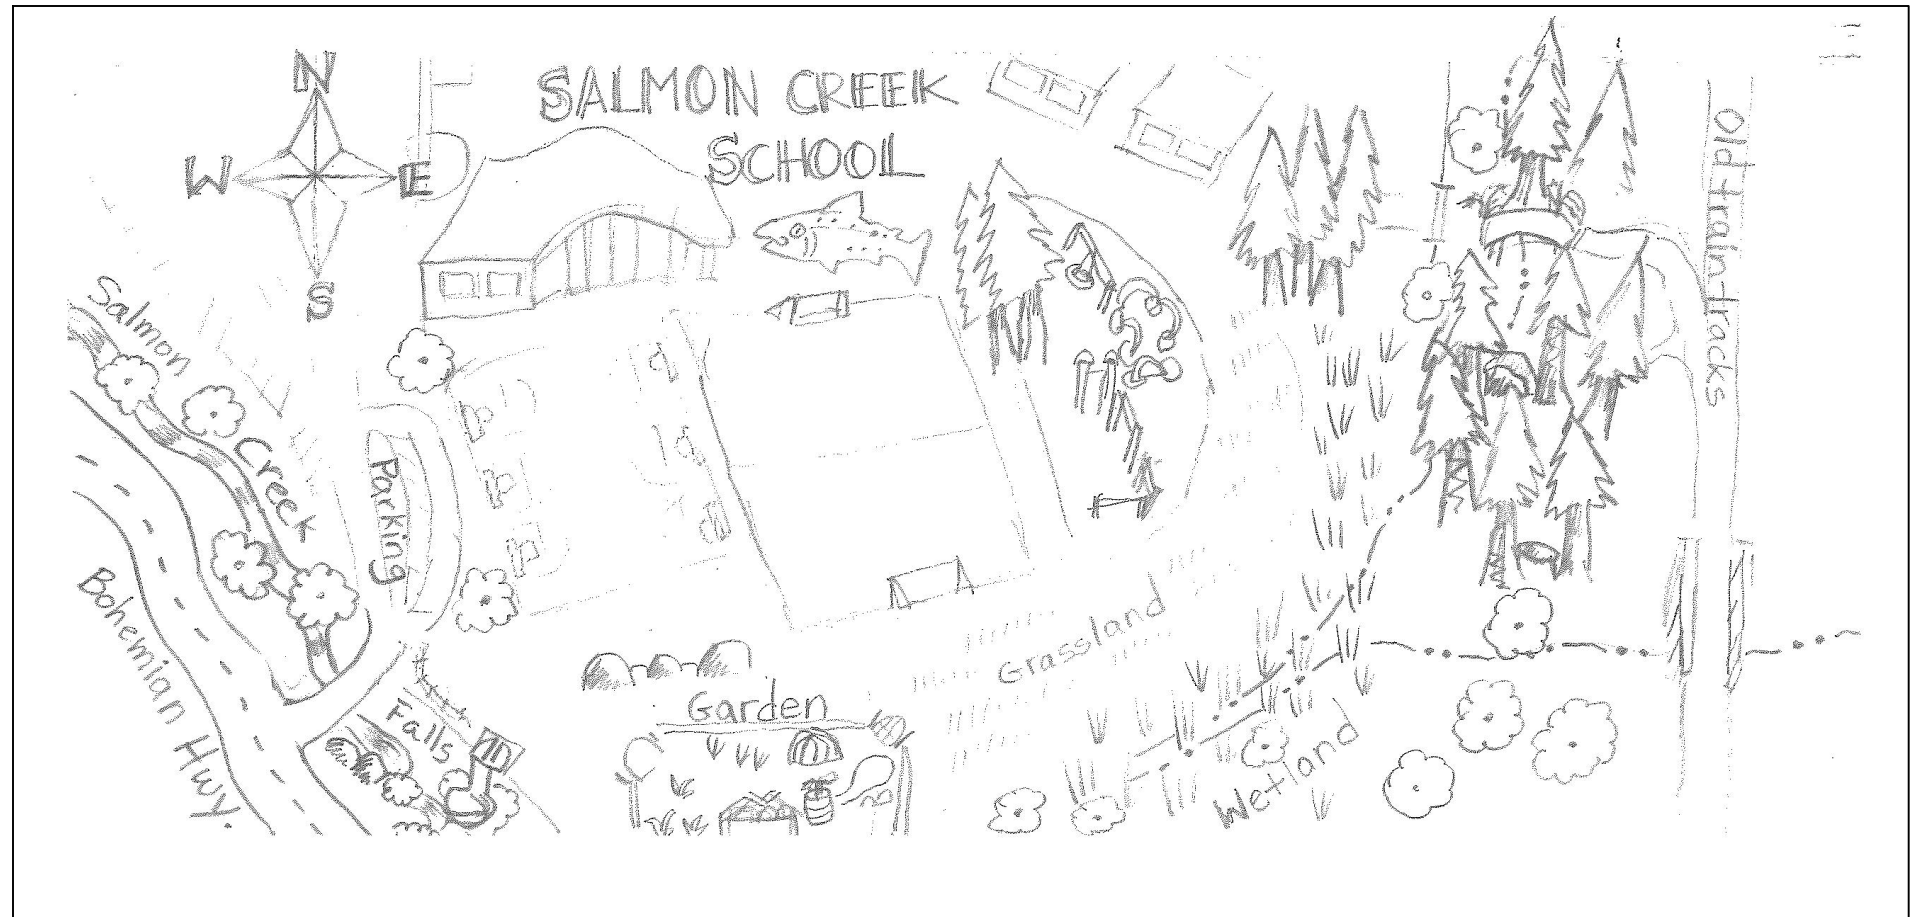 N
W
E
S
SALMON CREEK
SCHOOL
Old train tracks
Salmon
Creek
Parking
Bohemian Hwy.
Falls
Garden
Grassland
Wetland